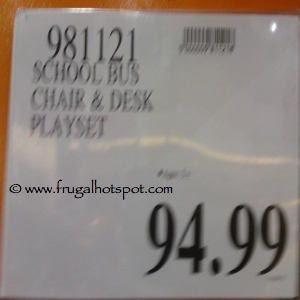 981121
SCHOOL BUS
CHAIR & DESK
PLAYSET
© www.frugalhotspot.com
94.99